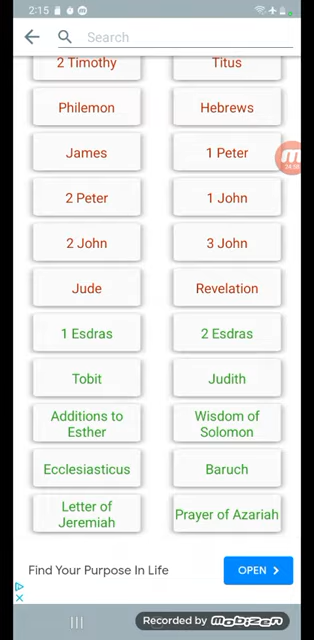 2:15
Search
2 Timothy
Titus
Philemon
Hebrews
James
1 Peter
2 Peter
1 John
2 John
3 John
Jude
Revelation
1 Esdras
2 Esdras
Tobit
Judith
Additions to
Esther
Wisdom of
Solomon
Ecclesiasticus
Baruch
Letter of
Jeremiah
Prayer of Azariah
Find Your Purpose In Life
OPEN
Recorded by mobizen